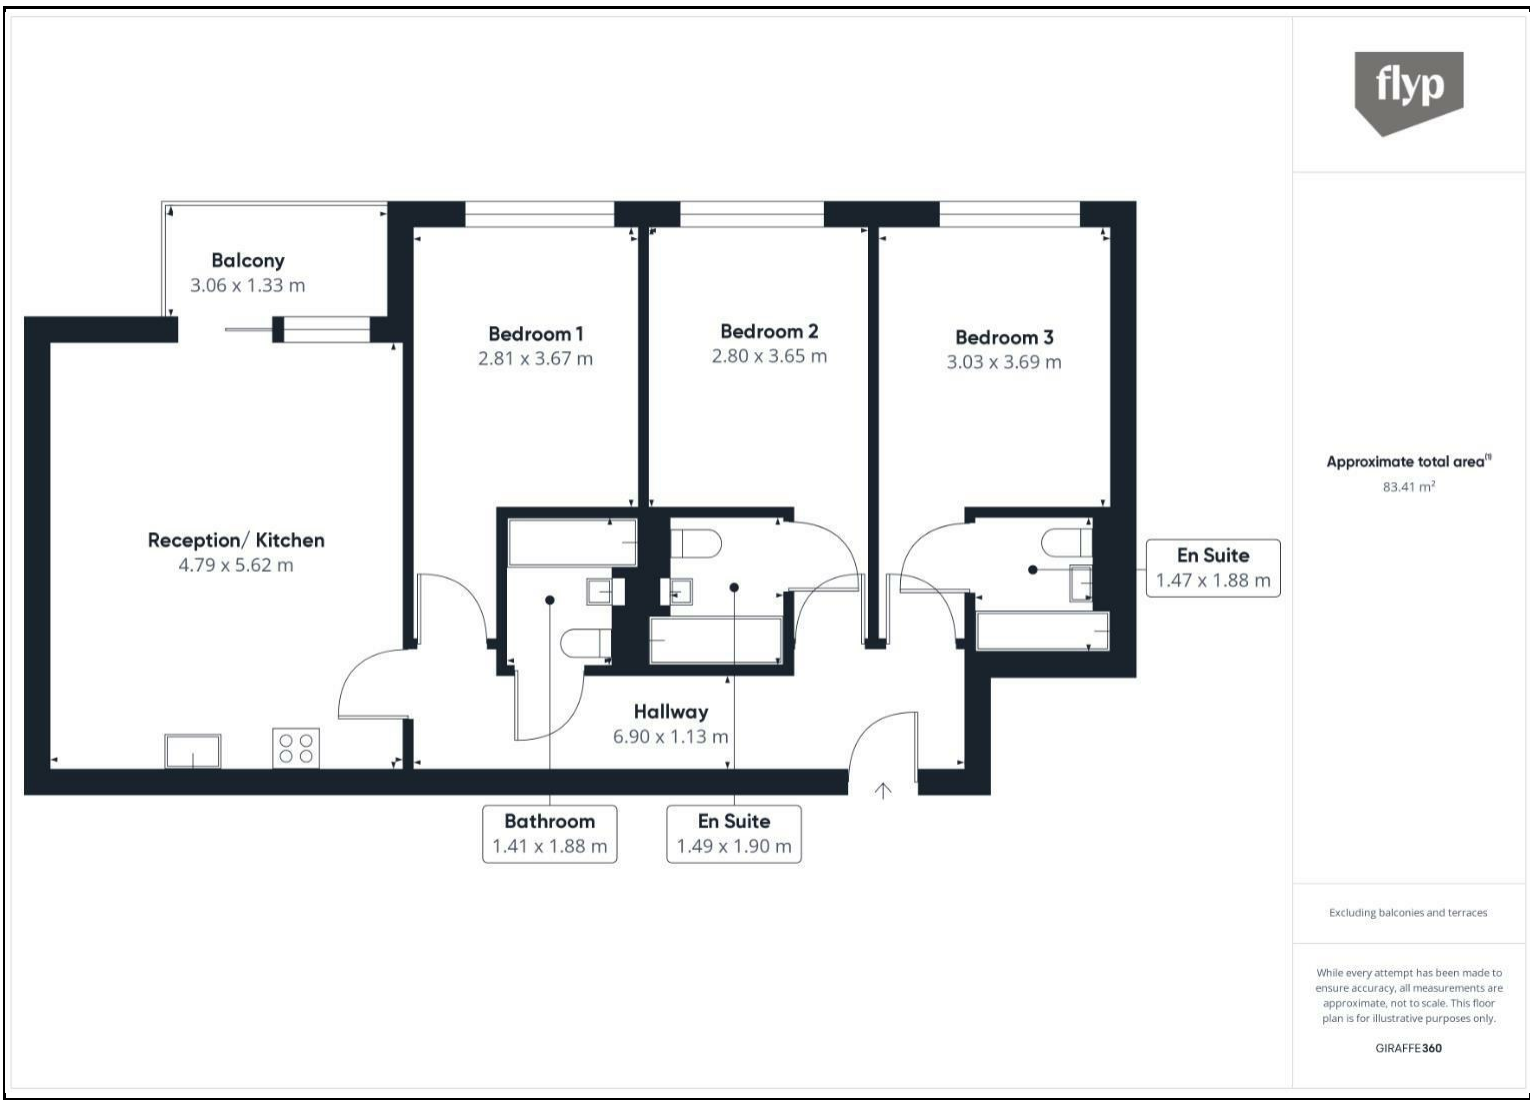 flyp
Balcony
3.06 x 1.33 m
Bedroom 1
2.81 x 3.67 m
Bedroom 2
2.80 x 3.65 m
Bedroom 3
3.03 x 3.69 m
Reception/ Kitchen
4.79 x 5.62 m
En Suite
1.47 x 1.88 m
Hallway
6.90 x 1.13 m
Bathroom
1.41 x 1.88 m
En Suite
1.49 x 1.90 m
Approximate total area⁽¹⁾
83.41 m²
Excluding balconies and terraces
While every attempt has been made to
ensure accuracy, all measurements are
approximate, not to scale. This floor
plan is for illustrative purposes only.
GIRAFFE360